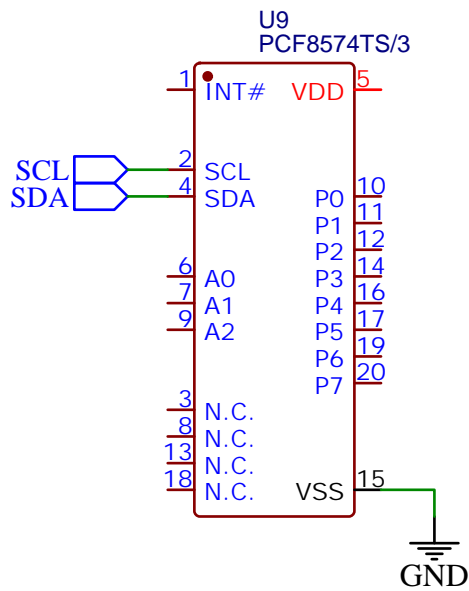 U9
PCF8574TS/3
1 INT# VDD 5
SCL 2 SCL
SDA 4 SDA P0 10
P1 11
P2 12
6 A0 P3 14
7 A1 P4 16
9 A2 P5 17
P6 19
P7 20
3 N.C.
8 N.C.
13 N.C.
18 N.C. VSS 15
GND